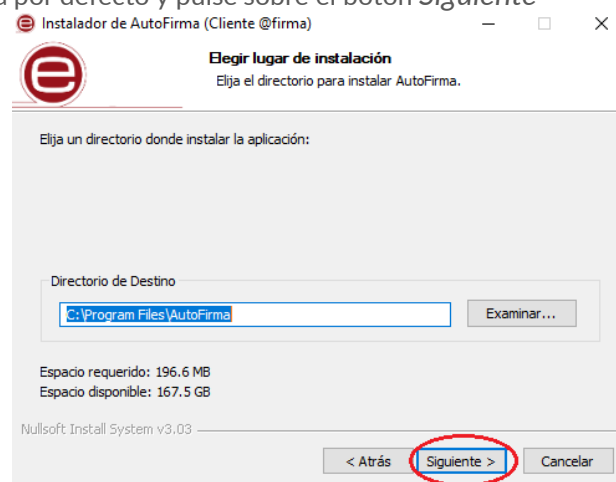 por defecto y pulse sobre el botón Siguiente
Instalador de AutoFirma (Cliente @firma)
Elegir lugar de instalación
Elija el directorio para instalar AutoFirma.
Elija un directorio donde instalar la aplicación:
Directorio de Destino
C:\Program Files\AutoFirma
Examinar...
Espacio requerido: 196.6 MB
Espacio disponible: 167.5 GB
Nullsoft Install System v3.03
< Atrás Siguiente > Cancelar